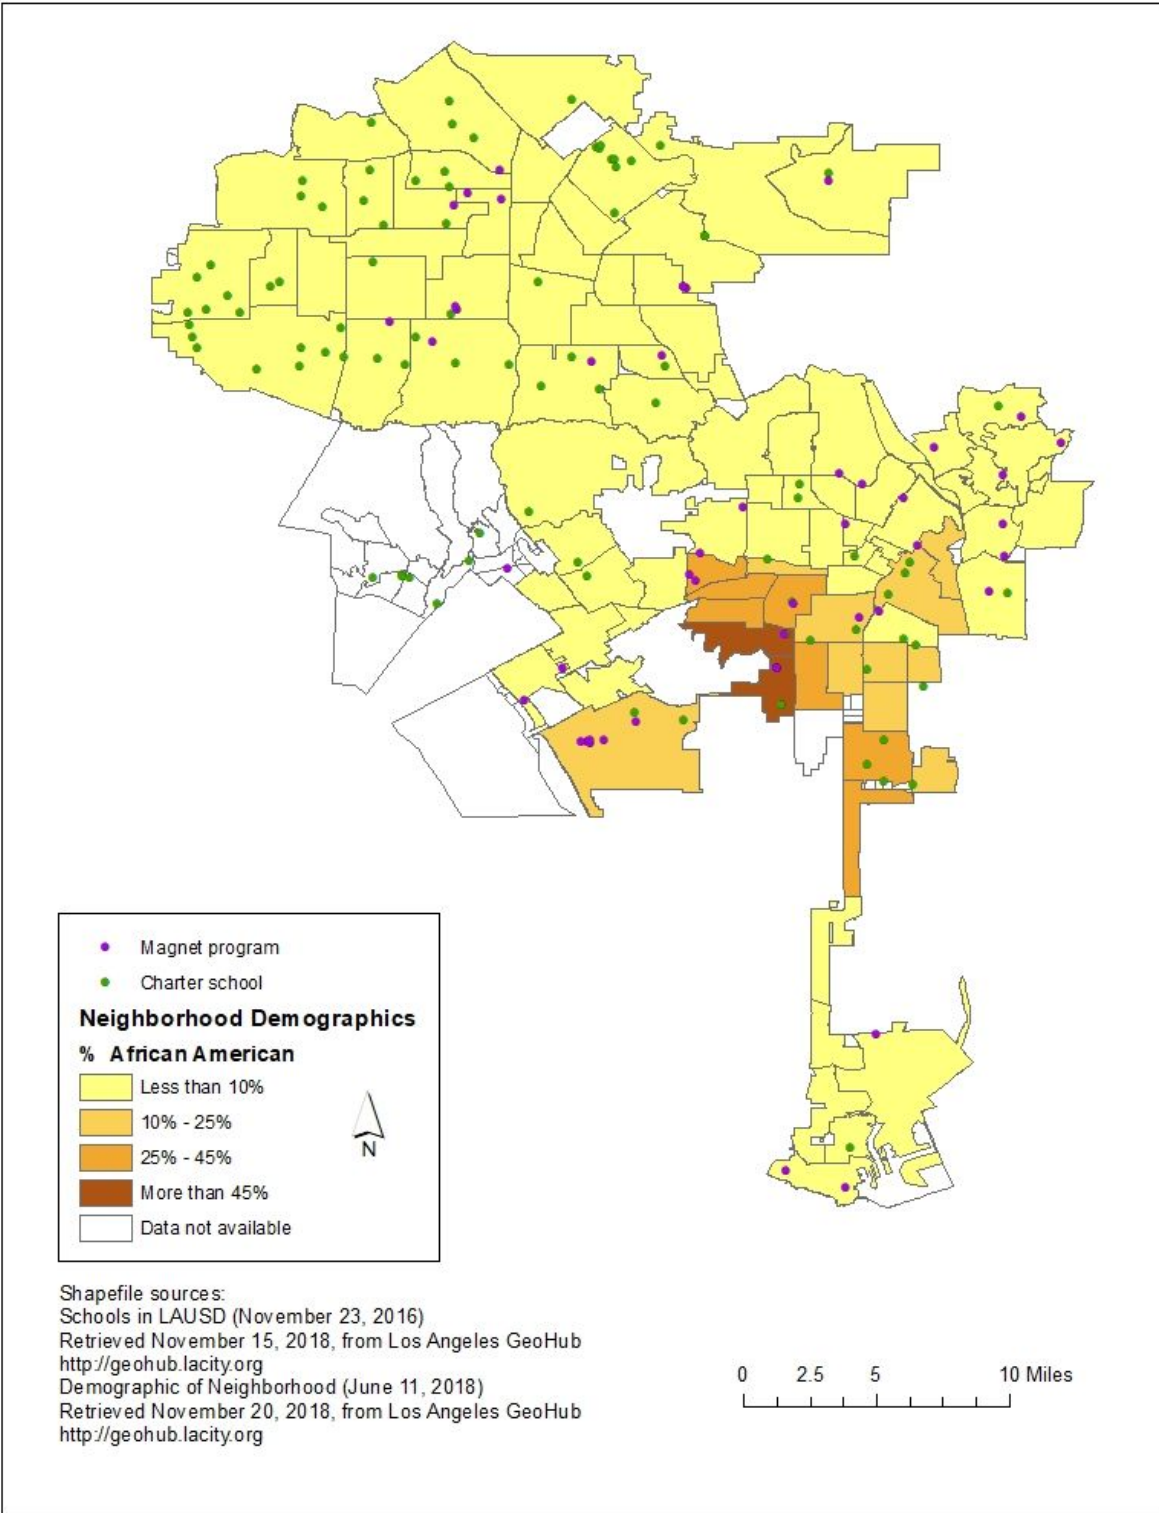 Magnet program
Charter school
Neighborhood Demographics
% African American
Less than 10%
10% - 25%
25% - 45%
More than 45%
Data not available
N
Shapefile sources:
Schools in LAUSD (November 23, 2016)
Retrieved November 15, 2018, from Los Angeles GeoHub
http://geohub.lacity.org
Demographic of Neighborhood (June 11, 2018)
Retrieved November 20, 2018, from Los Angeles GeoHub
http://geohub.lacity.org
0 2.5 5 10 Miles